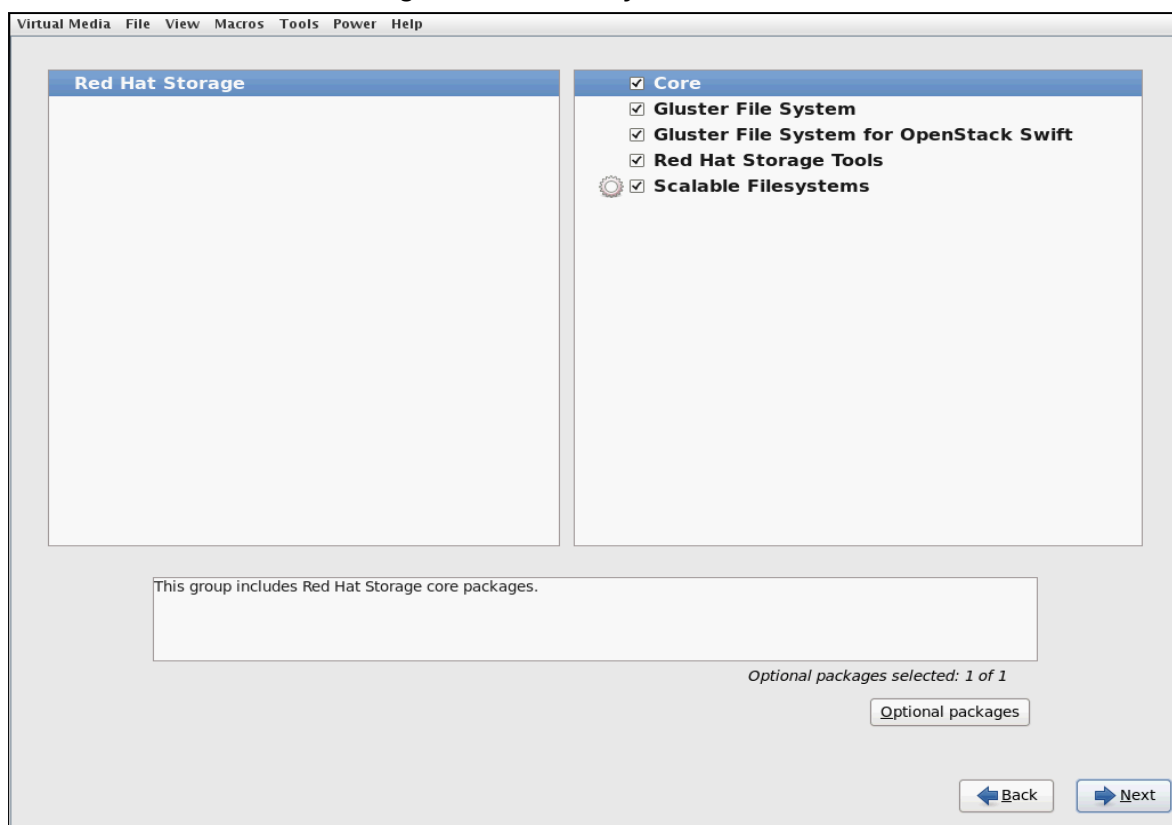 Virtual Media File View Macros Tools Power Help
Red Hat Storage
Core
Gluster File System
Gluster File System for OpenStack Swift
Red Hat Storage Tools
Scalable Filesystems
This group includes Red Hat Storage core packages.
Optional packages selected: 1 of 1
Optional packages
Back Next